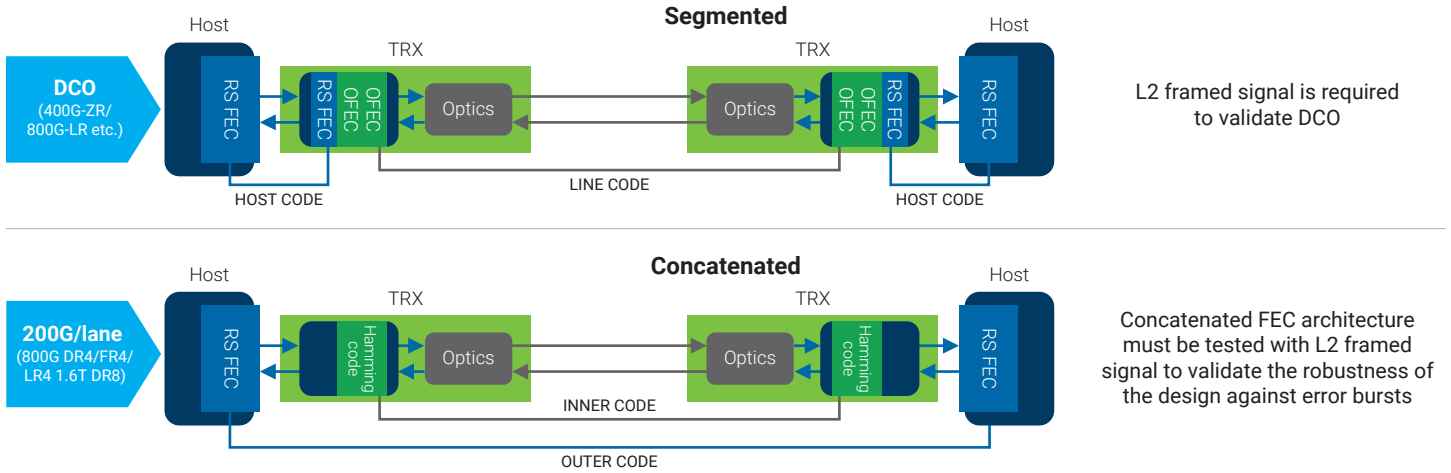 Segmented
Host
TRX
TRX
Host
DCO
(400G-ZR/
800G-LR etc.)
RS FEC
RS FEC
OFEC
OFEC
Optics
Optics
OFEC
OFEC
RS FEC
RS FEC
HOST CODE
LINE CODE
HOST CODE
L2 framed signal is required
to validate DCO
Concatenated
Host
TRX
TRX
Host
200G/lane
(800G DR4/FR4/
LR4 1.6T DR8)
RS FEC
Hamming
code
Optics
Optics
Hamming
code
RS FEC
INNER CODE
OUTER CODE
Concatenated FEC architecture
must be tested with L2 framed
signal to validate the robustness of
the design against error bursts